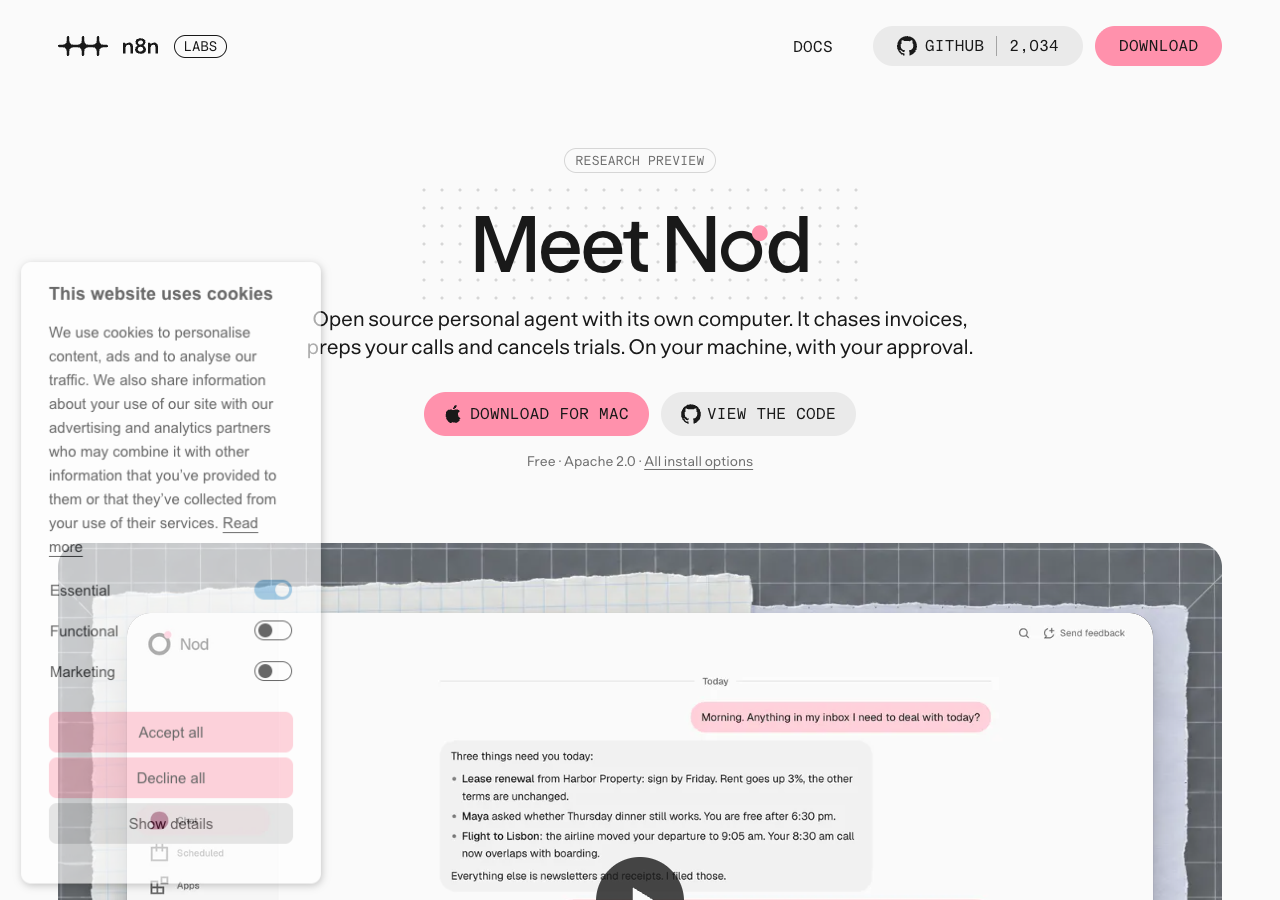 n8n LABS
DOCS
GITHUB | 2,034
DOWNLOAD
RESEARCH PREVIEW
Meet Nod
Open source personal agent with its own computer. It chases invoices,
preps your calls and cancels trials. On your machine, with your approval.
DOWNLOAD FOR MAC
VIEW THE CODE
Free · Apache 2.0 · All install options
This website uses cookies
We use cookies to personalise
content, ads and to analyse our
traffic. We also share information
about your use of our site with our
advertising and analytics partners
who may combine it with other
information that you've provided to
them or that they've collected from
your use of their services. Read
more
Essential
Functional
Marketing
Accept all
Decline all
Show details
Nod
Scheduled
Apps
Send feedback
Today
Morning. Anything in my inbox I need to deal with today?
Three things need you today:
• Lease renewal from Harbor Property: sign by Friday. Rent goes up 3%, the other
terms are unchanged.
• Maya asked whether Thursday dinner still works. You are free after 6:30 pm.
• Flight to Lisbon: the airline moved your departure to 9:05 am. Your 8:30 am call
now overlaps with boarding.
Everything else is newsletters and receipts. I filed those.